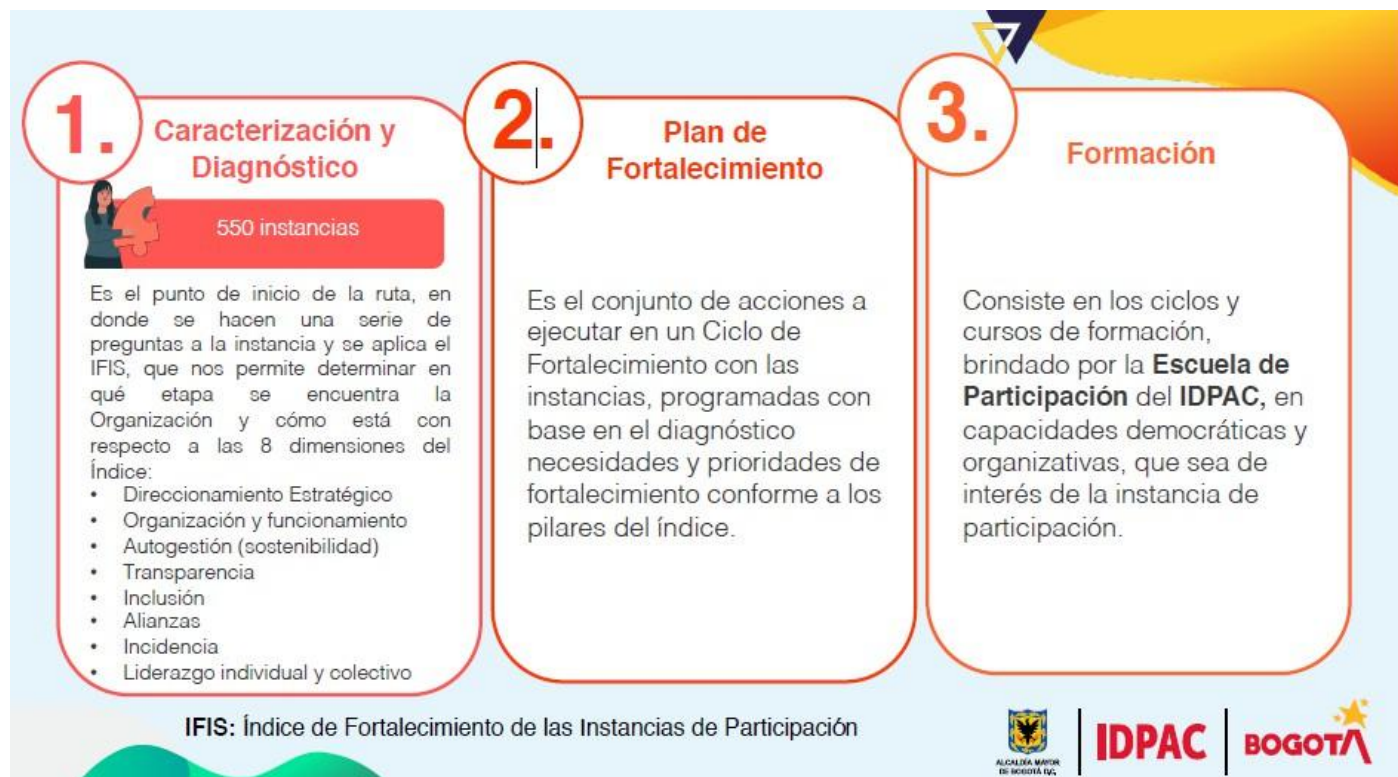 1.
Caracterización y
Diagnóstico
550 instancias
Es el punto de inicio de la ruta, en
donde se hacen una serie de
preguntas a la instancia y se aplica el
IFIS, que nos permite determinar en
qué etapa se encuentra la
Organización y cómo está con
respecto a las 8 dimensiones del
Índice:
• Direccionamiento Estratégico
• Organización y funcionamiento
• Autogestión (sostenibilidad)
• Transparencia
• Inclusión
• Alianzas
• Incidencia
• Liderazgo individual y colectivo
2.
Plan de
Fortalecimiento
Es el conjunto de acciones a
ejecutar en un Ciclo de
Fortalecimiento con las
instancias, programadas con
base en el diagnóstico
necesidades y prioridades de
fortalecimiento conforme a los
pilares del índice.
3.
Formación
Consiste en los ciclos y
cursos de formación,
brindado por la Escuela de
Participación del IDPAC, en
capacidades democráticas y
organizativas, que sea de
interés de la instancia de
participación.
IFIS: Índice de Fortalecimiento de las Instancias de Participación
ALCALDÍA MAYOR
DE BOGOTÁ D.C.
IDPAC
BOGOTÁ